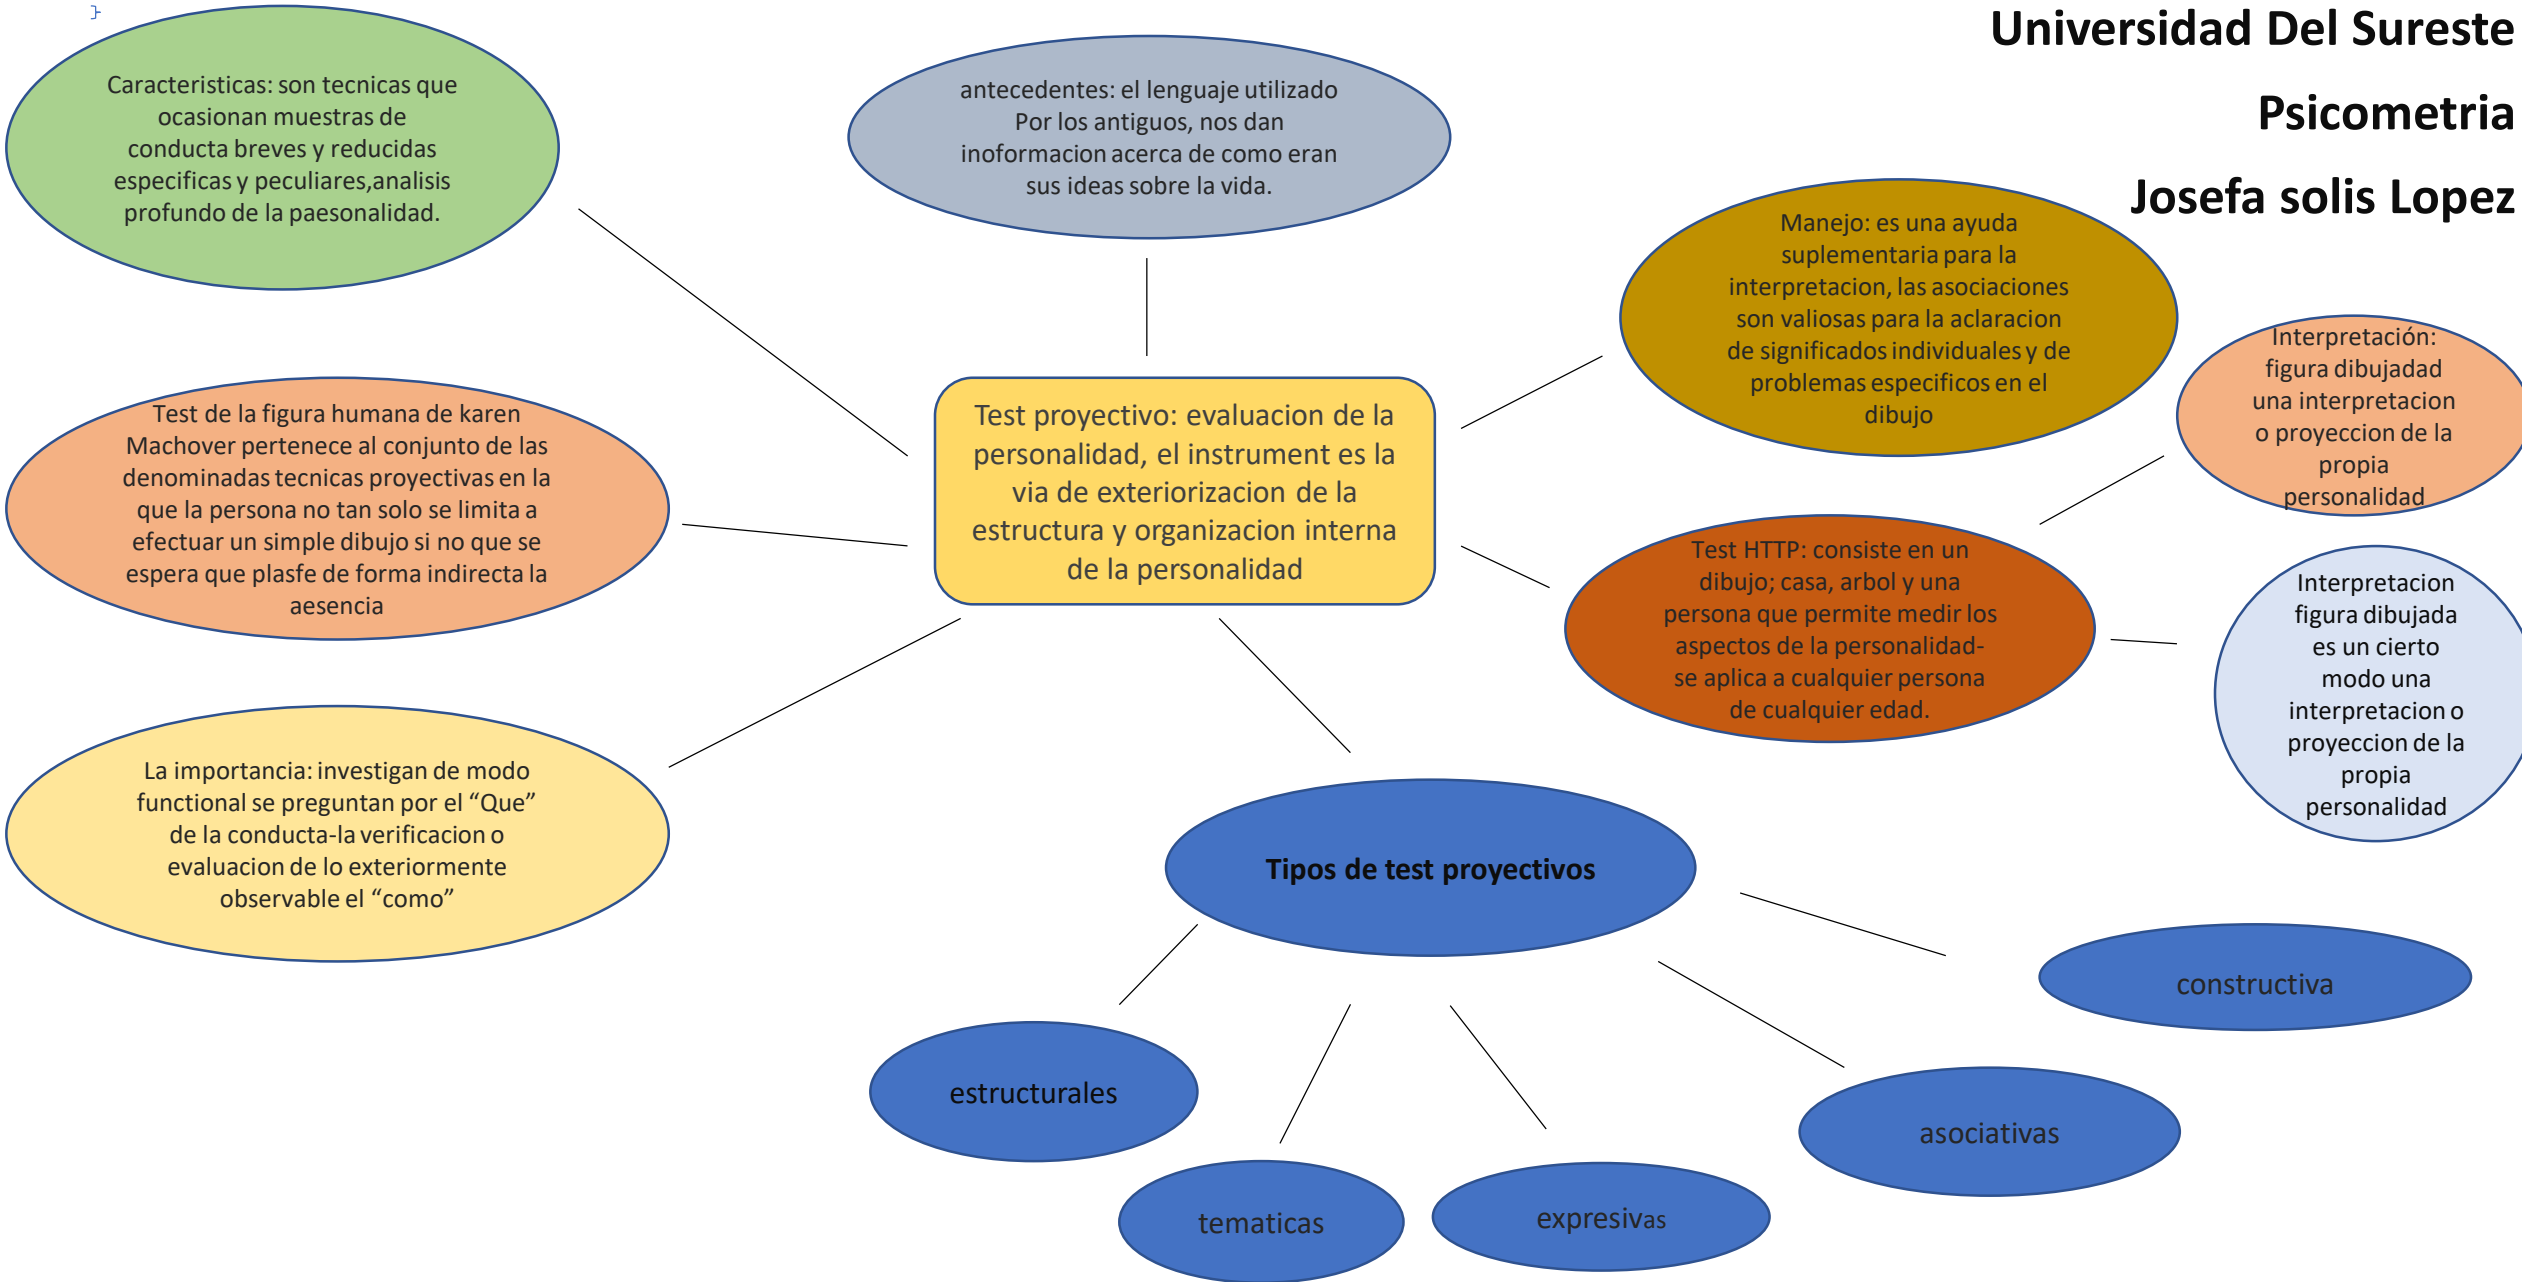 }
Universidad Del Sureste
Psicometria
Josefa solis Lopez
Caracteristicas: son tecnicas que
ocasionan muestras de
conducta breves y reducidas
especificas y peculiares,analisis
profundo de la paesonalidad.
antecedentes: el lenguaje utilizado
Por los antiguos, nos dan
inoformacion acerca de como eran
sus ideas sobre la vida.
Manejo: es una ayuda
suplementaria para la
interpretacion, las asociaciones
son valiosas para la aclaracion
de significados individuales y de
problemas especificos en el
dibujo
Interpretación:
figura dibujadad
una interpretacion
o proyeccion de la
propia
personalidad
Test de la figura humana de karen
Machover pertenece al conjunto de las
denominadas tecnicas proyectivas en la
que la persona no tan solo se limita a
efectuar un simple dibujo si no que se
espera que plasfe de forma indirecta la
aesencia
Test proyectivo: evaluacion de la
personalidad, el instrument es la
via de exteriorizacion de la
estructura y organizacion interna
de la personalidad
Test HTTP: consiste en un
dibujo; casa, arbol y una
persona que permite medir los
aspectos de la personalidad-
se aplica a cualquier persona
de cualquier edad.
Interpretacion
figura dibujada
es un cierto
modo una
interpretacion o
proyeccion de la
propia
personalidad
La importancia: investigan de modo
functional se preguntan por el “Que”
de la conducta-la verificacion o
evaluacion de lo exteriormente
observable el “como”
Tipos de test proyectivos
constructiva
estructurales
asociativas
tematicas
expresivas